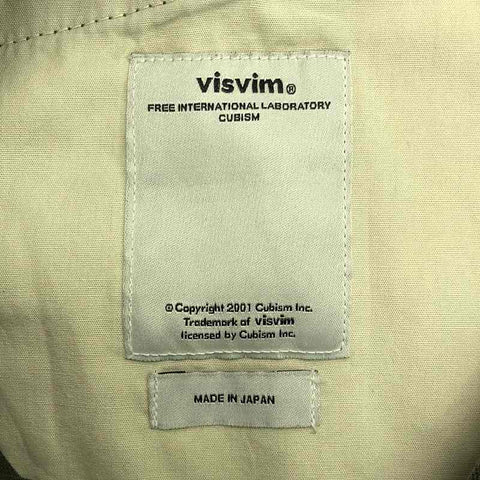 visvim®
FREE INTERNATIONAL LABORATORY
CUBISM
© Copyright 2001 Cubism Inc.
Trademark of visvim
licensed by Cubism Inc.
MADE IN JAPAN